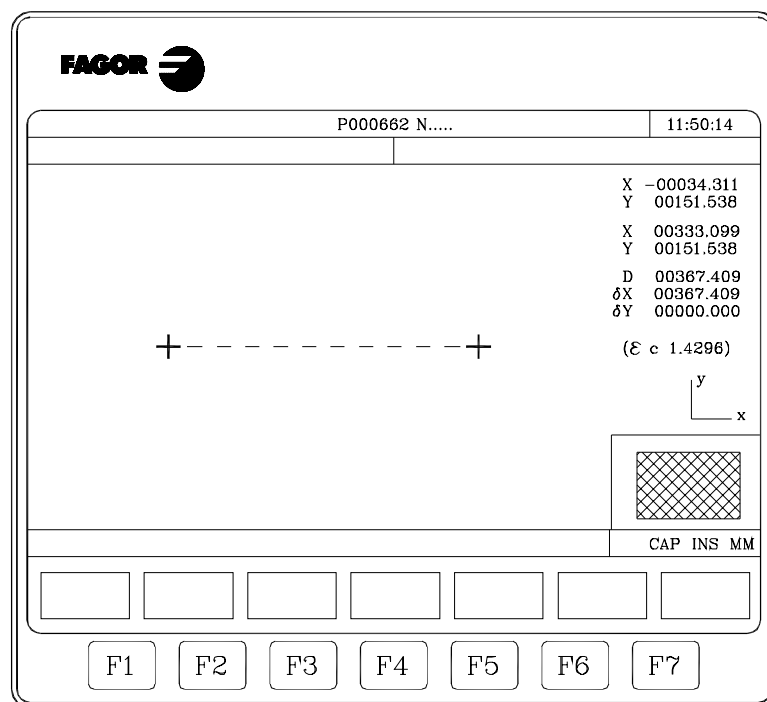 FAGOR
P000662 N.....
11:50:14
X -00034.311
Y 00151.538
X 00333.099
Y 00151.538
D 00367.409
δX 00367.409
δY 00000.000
(Ɛ c 1.4296)
y
x
CAP INS MM
F1 F2 F3 F4 F5 F6 F7